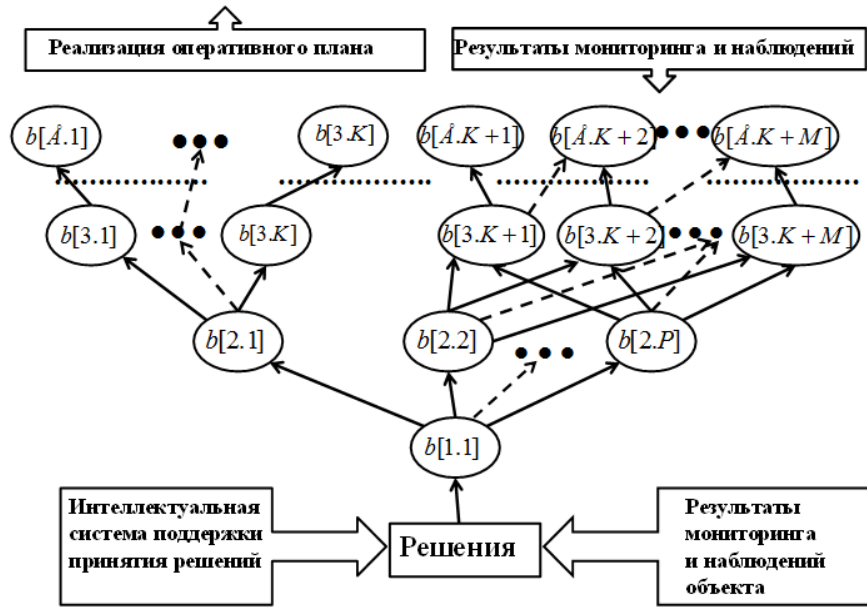 Реализация оперативного плана
Результаты мониторинга и наблюдений
b[Â.1]
b[3.K]
b[Â.K+1]
b[Â.K+2]
b[Â.K+M]
b[3.1]
b[3.K]
b[3.K+1]
b[3.K+2]
b[3.K+M]
b[2.1]
b[2.2]
b[2.P]
b[1.1]
Интеллектуальная
система поддержки
принятия решений
Решения
Результаты
мониторинга
и наблюдений
объекта